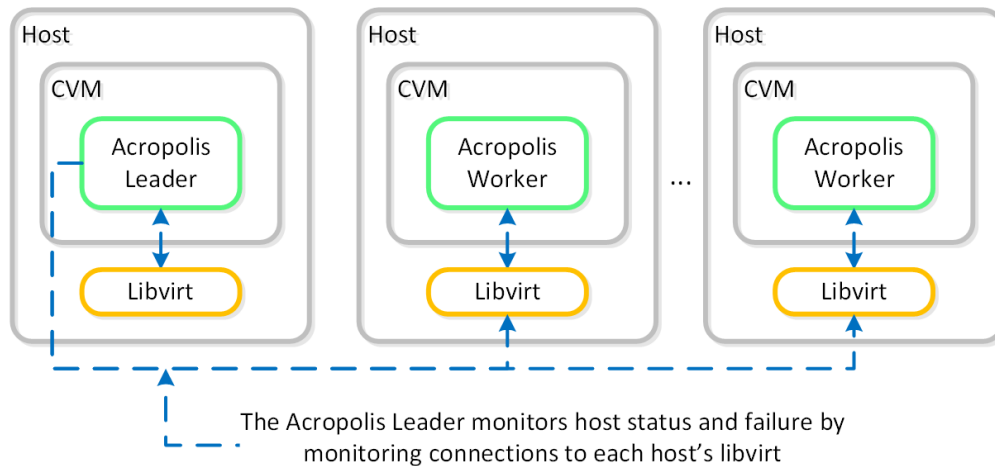 Host
CVM
Acropolis
Leader
Libvirt
Host
CVM
Acropolis
Worker
Libvirt
...
Host
CVM
Acropolis
Worker
Libvirt
The Acropolis Leader monitors host status and failure by
monitoring connections to each host's libvirt